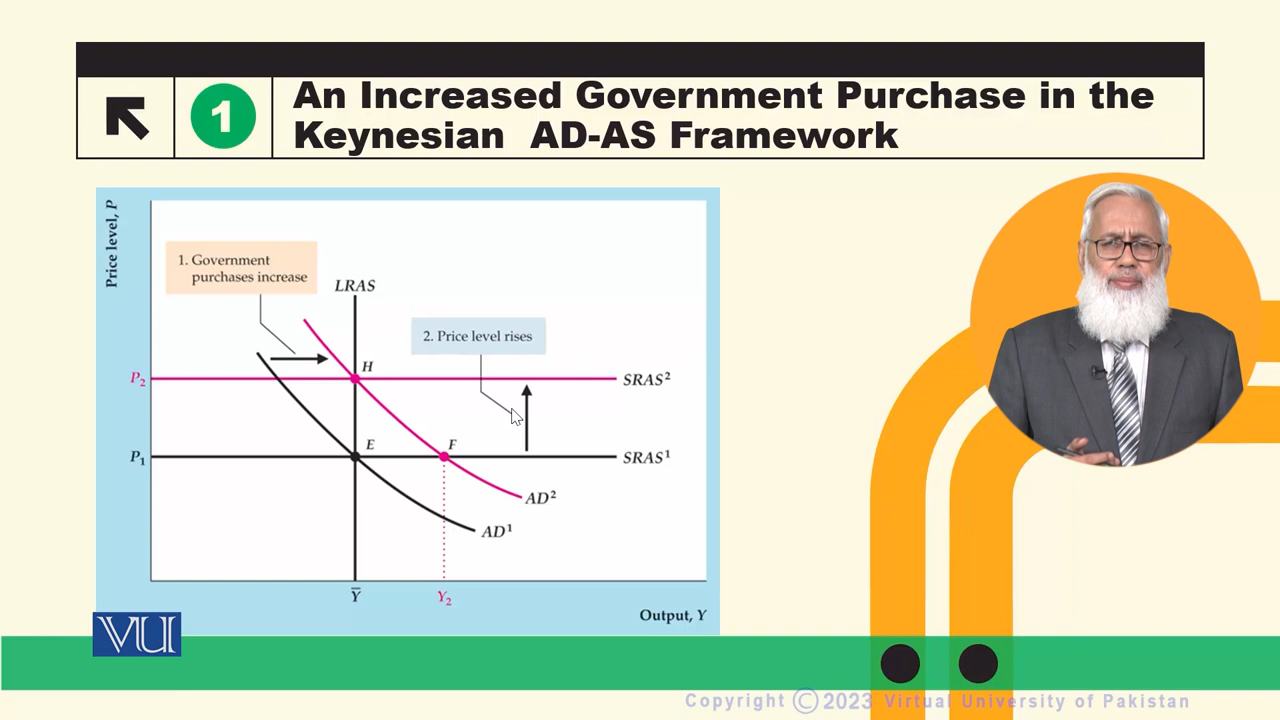 1
An Increased Government Purchase in the
Keynesian AD-AS Framework
Price level, P
1. Government
purchases increase
LRAS
2. Price level rises
H
P₂
SRAS²
E
F
P₁
SRAS¹
AD²
AD¹
Y̅
Y₂
Output, Y
VU
Copyright Ⓒ2023 Virtual University of Pakistan